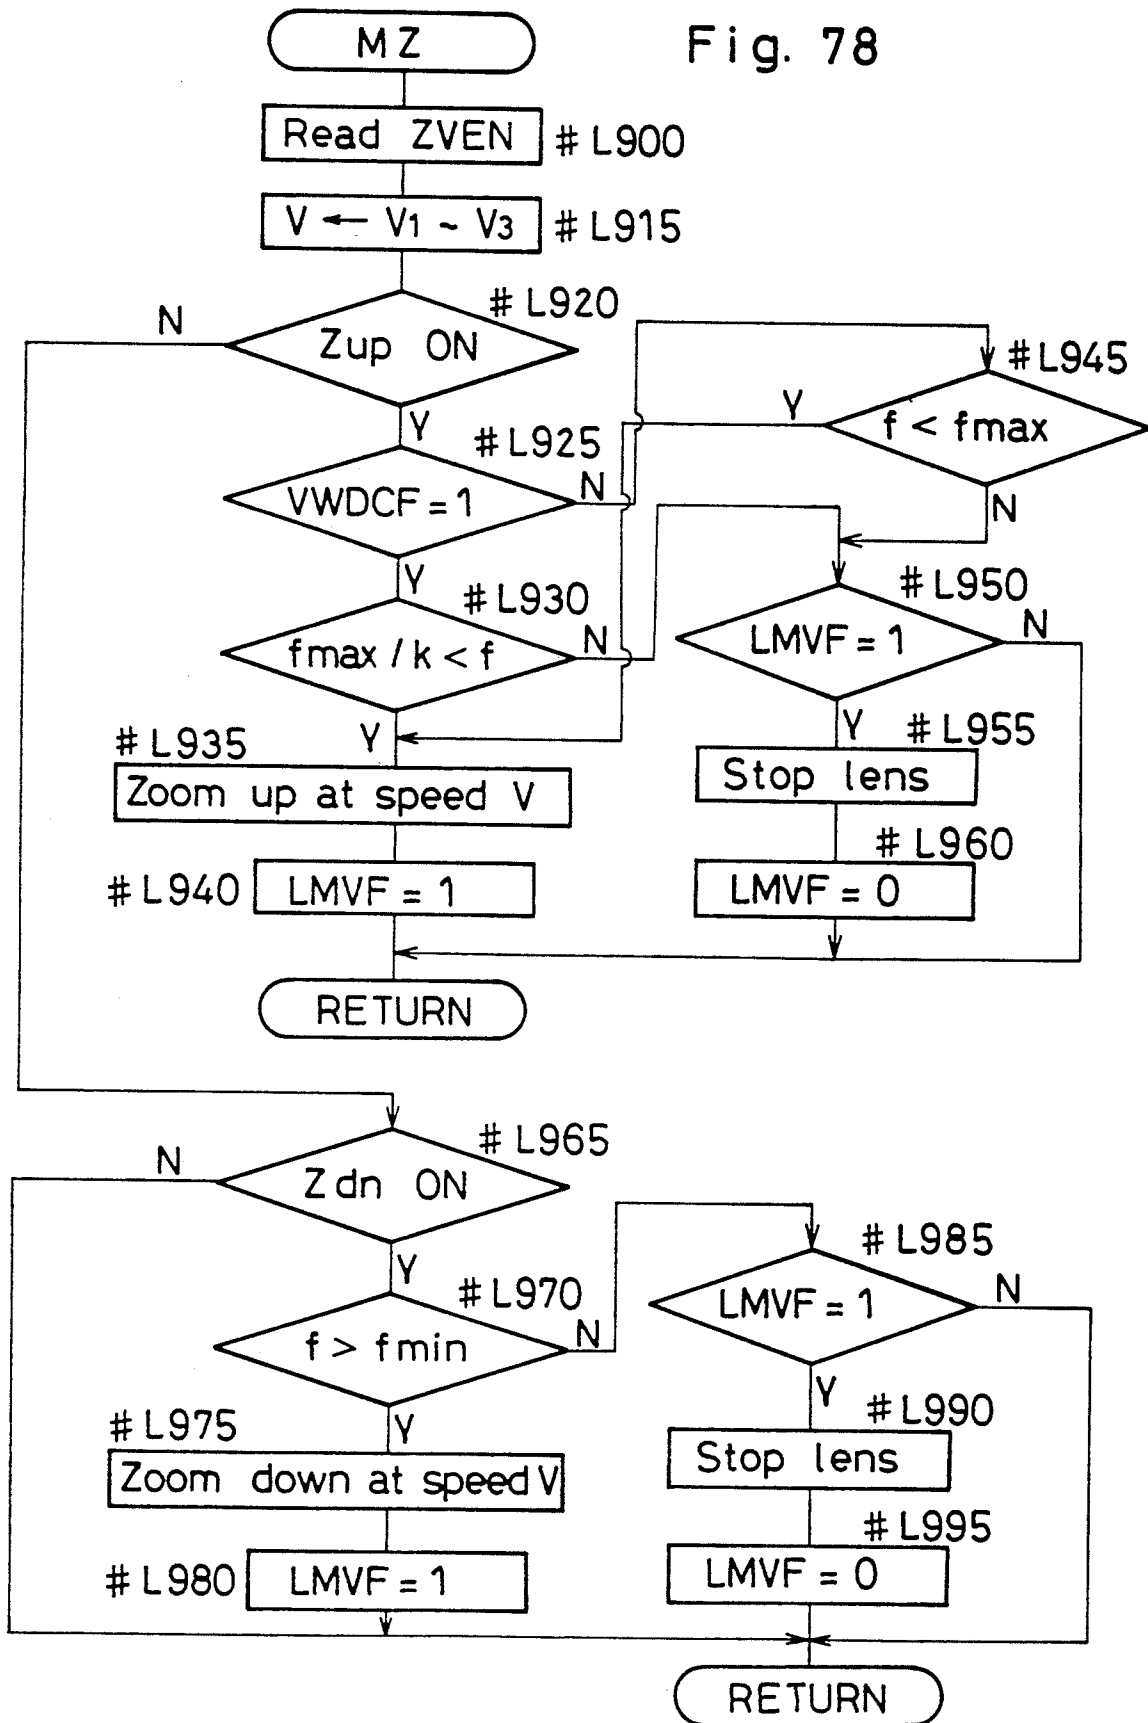 Fig. 78
MZ
Read ZVEN
# L900
V ← V1 ~ V3
# L915
# L920
N
Zup ON
Y
# L945
Y
f < fmax
N
# L925
VWDCF = 1
N
Y
# L930
fmax / k < f
N
Y
# L950
LMVF = 1
N
Y
# L935
Zoom up at speed V
# L955
Stop lens
# L940
LMVF = 1
# L960
LMVF = 0
RETURN
# L965
N
Zdn ON
Y
# L970
f > fmin
N
Y
# L985
LMVF = 1
N
Y
# L975
Zoom down at speed V
# L990
Stop lens
# L980
LMVF = 1
# L995
LMVF = 0
RETURN